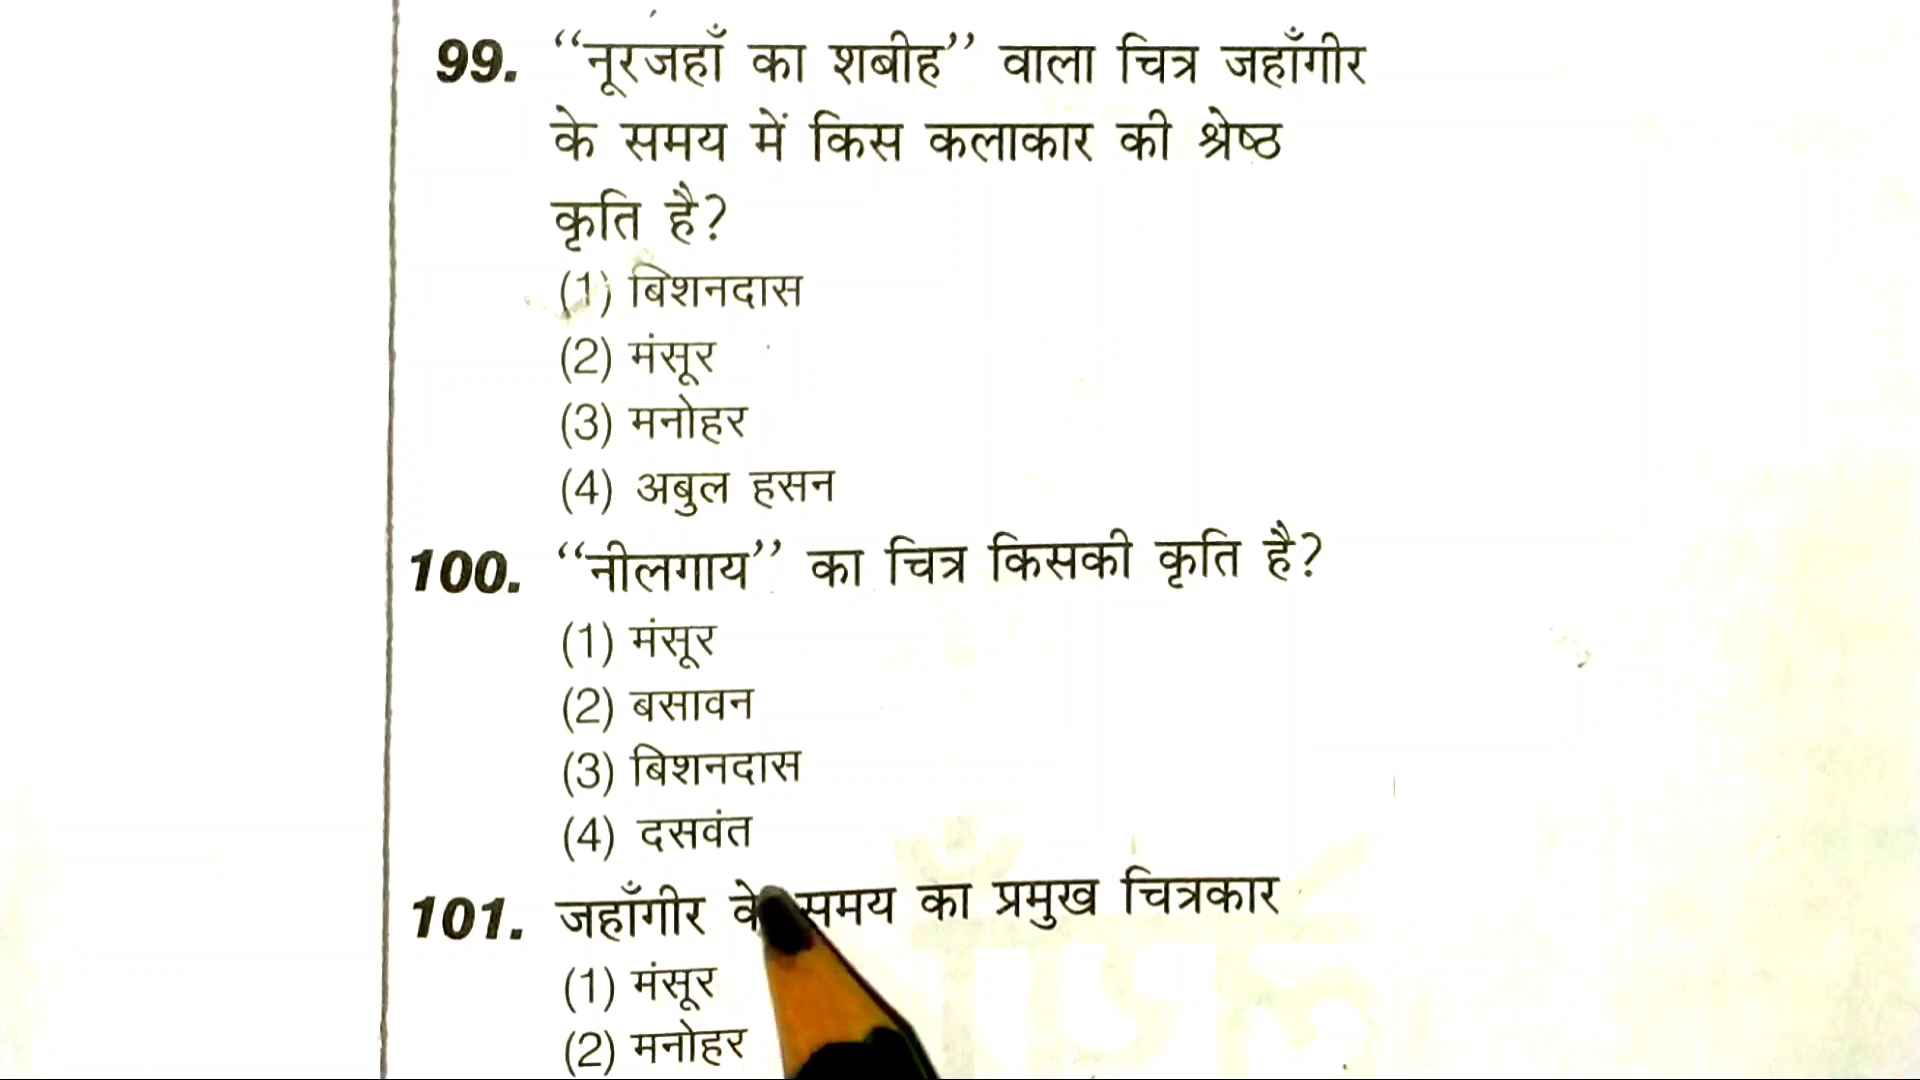 99. ‘‘नूरजहाँ का शबीह’’ वाला चित्र जहाँगीर
के समय में किस कलाकार की श्रेष्ठ
कृति है?
(1) बिशनदास
(2) मंसूर
(3) मनोहर
(4) अबुल हसन
100. ‘‘नीलगाय’’ का चित्र किसकी कृति है?
(1) मंसूर
(2) बसावन
(3) बिशनदास
(4) दसवंत
101. जहाँगीर के समय का प्रमुख चित्रकार
(1) मंसूर
(2) मनोहर